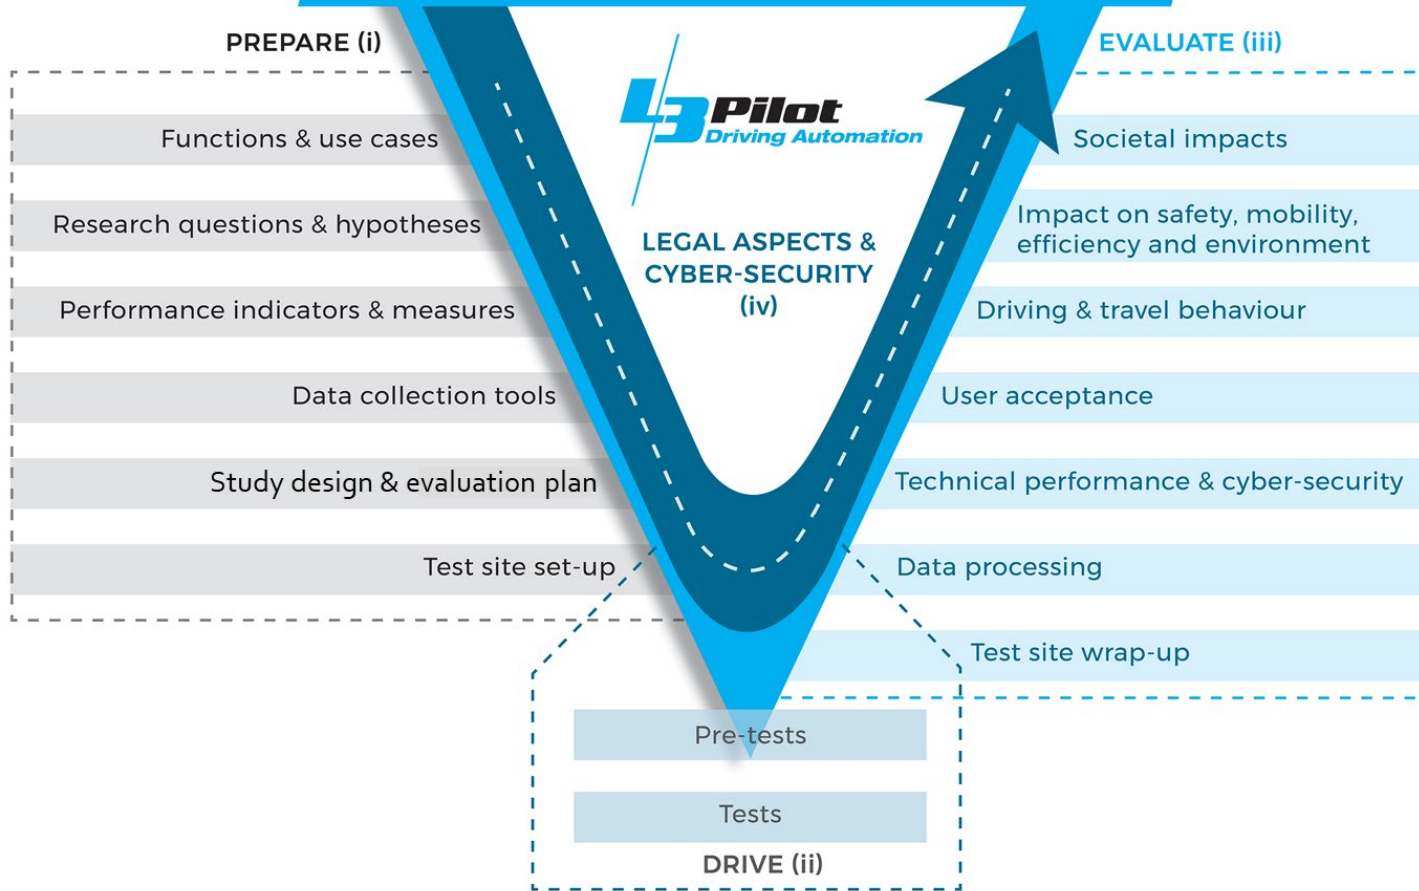 PREPARE (i)
Functions & use cases
Research questions & hypotheses
Performance indicators & measures
Data collection tools
Study design & evaluation plan
Test site set-up
L3Pilot
Driving Automation
LEGAL ASPECTS &
CYBER-SECURITY
(iv)
Pre-tests
Tests
DRIVE (ii)
EVALUATE (iii)
Societal impacts
Impact on safety, mobility,
efficiency and environment
Driving & travel behaviour
User acceptance
Technical performance & cyber-security
Data processing
Test site wrap-up